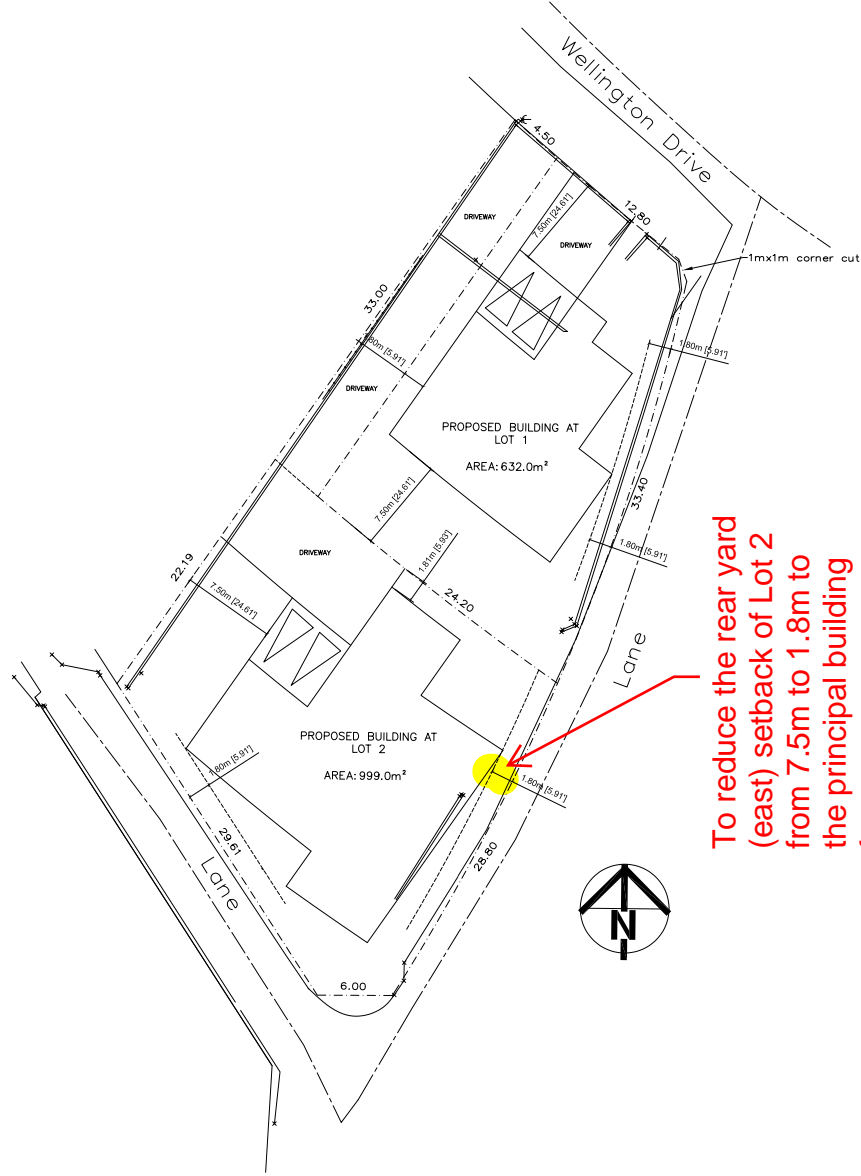 Wellington Drive
4.50
12.80
7.50m [24.61']
DRIVEWAY
DRIVEWAY
1mx1m corner cut
33.00
1.80m [5.91']
.80m [5.91']
DRIVEWAY
PROPOSED BUILDING AT
LOT 1
AREA: 632.0m²
7.50m [24.61']
33.40
1.80m [5.91']
DRIVEWAY
1.81m [5.93']
22.19
7.50m [24.61']
24.20
Lane
PROPOSED BUILDING AT
LOT 2
AREA: 999.0m²
1.80m [5.91']
1.80m [5.91']
29.61
28.80
Lane
6.00
N
To reduce the rear yard
(east) setback of Lot 2
from 7.5m to 1.8m to
the principal building